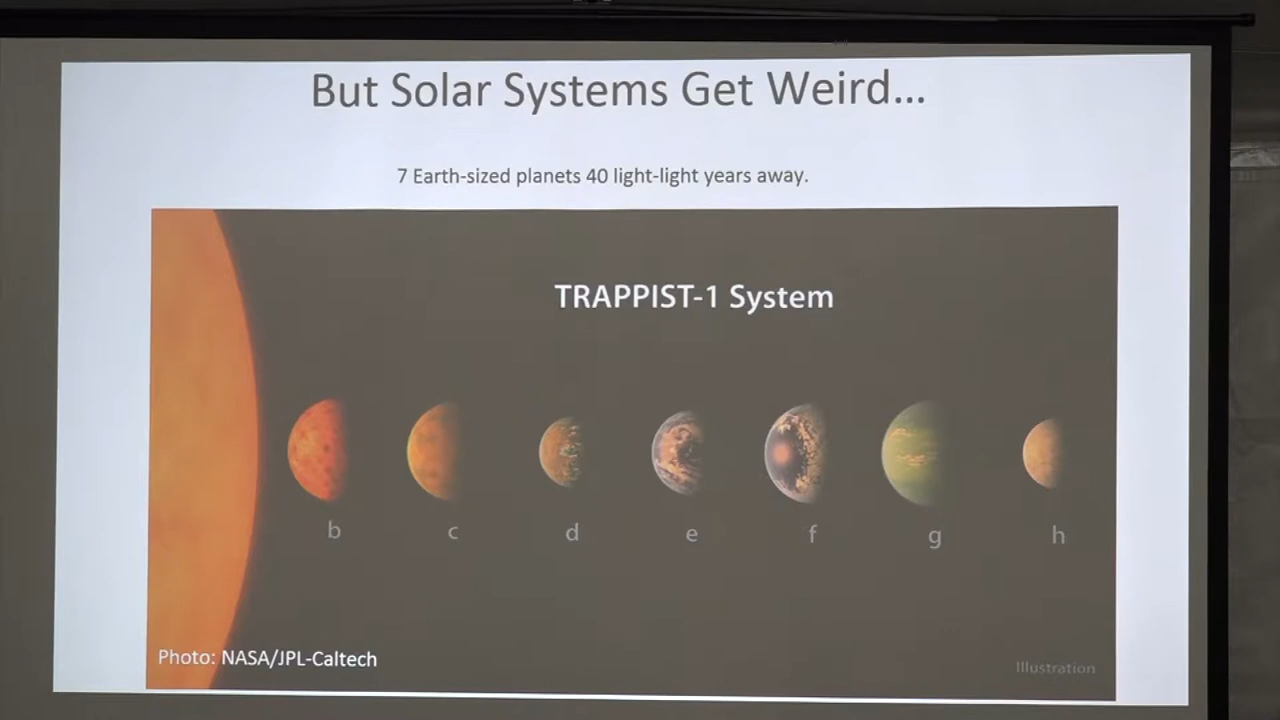 But Solar Systems Get Weird...
7 Earth-sized planets 40 light-light years away.
TRAPPIST-1 System
b c d e f g h
Photo: NASA/JPL-Caltech
Illustration